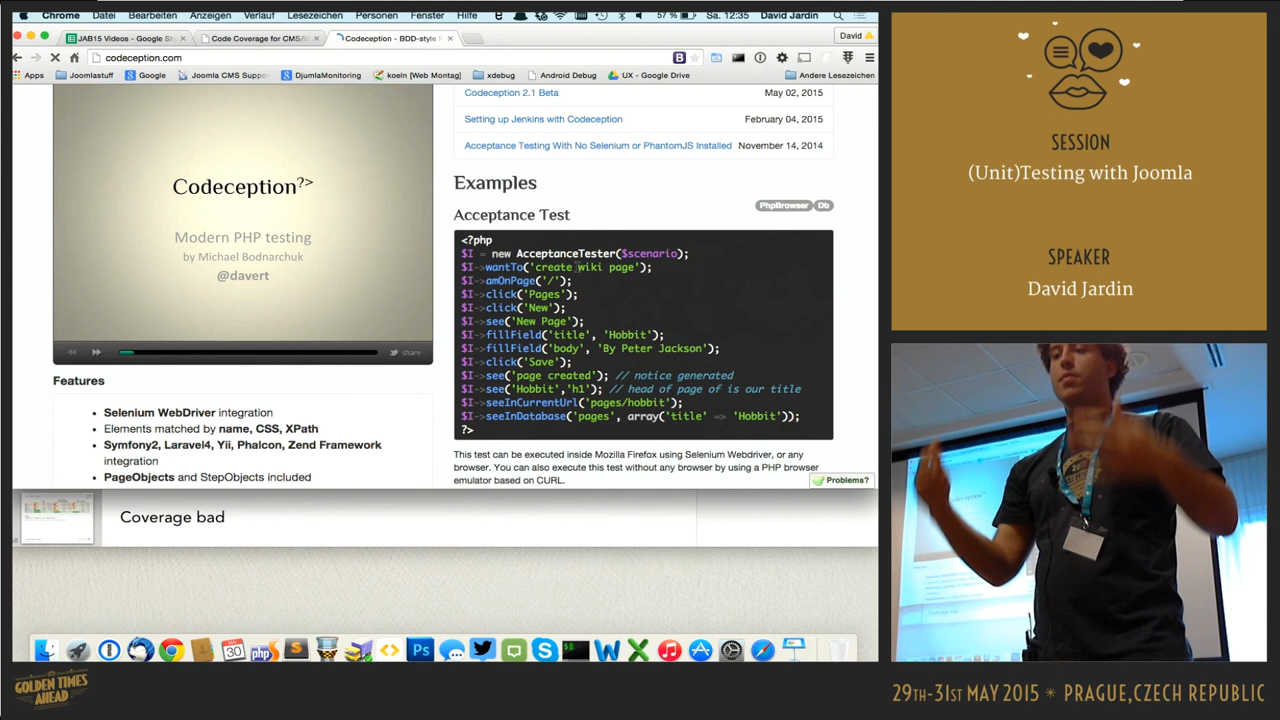 Chrome Datei Bearbeiten Anzeigen Verlauf Lesezeichen Personen Fenster Hilfe 57 % Sa. 12:35 David Jardin
JAB15 Videos - Google Sh
Code Coverage for CMS/
Codeception - BDD-style
David
codeception.com
Apps Joomlastuff Google Joomla CMS Suppo DjumlaMonitoring koeln [Web Montag] xdebug Android Debug UX - Google Drive Andere Lesezeichen
Codeception?>
Modern PHP testing
by Michael Bodnarchuk
@davert
share
Features
Selenium WebDriver integration
Elements matched by name, CSS, XPath
Symfony2, Laravel4, Yii, Phalcon, Zend Framework
integration
PageObjects and StepObjects included
Codeception 2.1 Beta May 02, 2015
Setting up Jenkins with Codeception February 04, 2015
Acceptance Testing With No Selenium or PhantomJS Installed November 14, 2014
Examples
Acceptance Test PhpBrowser Db
<?php
$I = new AcceptanceTester($scenario);
$I->wantTo('create wiki page');
$I->amOnPage('/');
$I->click('Pages');
$I->click('New');
$I->see('New Page');
$I->fillField('title', 'Hobbit');
$I->fillField('body', 'By Peter Jackson');
$I->click('Save');
$I->see('page created'); // notice generated
$I->see('Hobbit','h1'); // head of page of is our title
$I->seeInCurrentUrl('pages/hobbit');
$I->seeInDatabase('pages', array('title' => 'Hobbit'));
?>
This test can be executed inside Mozilla Firefox using Selenium Webdriver, or any
browser. You can also execute this test without any browser by using a PHP browser
emulator based on CURL.
Problems?
Coverage bad
SESSION
(Unit)Testing with Joomla
SPEAKER
David Jardin
GOLDEN TIMES
AHEAD
29TH-31ST MAY 2015 * PRAGUE,CZECH REPUBLIC